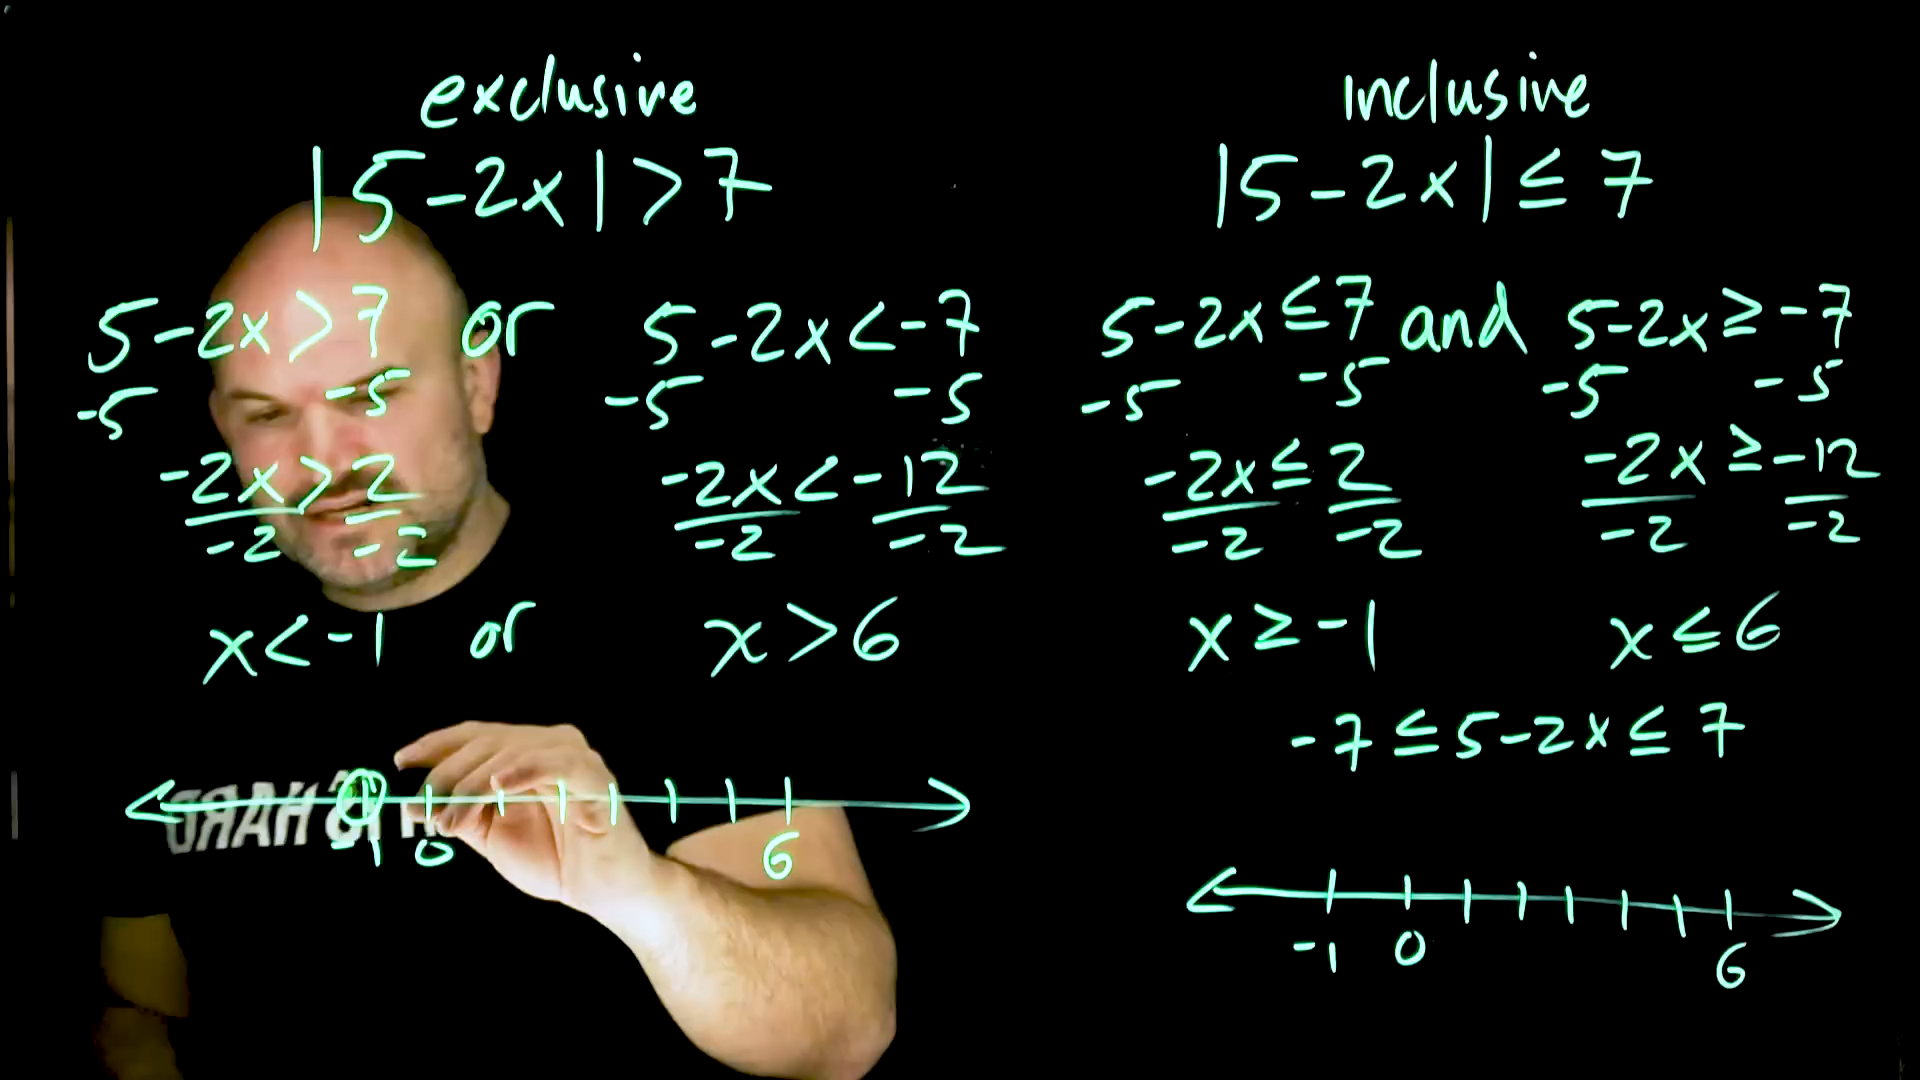 exclusive
|5-2x|>7
5-2x>7 or 5-2x<-7
-5 -5 -5 -5
-2x>2 -2x<-12
-2 -2 -2 -2
x<-1 or x>6
-1 0 6
inclusive
|5-2x|≤7
5-2x≤7 and 5-2x≥-7
-5 -5 -5 -5
-2x≤2 -2x≥-12
-2 -2 -2 -2
x≥-1 x≤6
-7≤5-2x≤7
-1 0 6